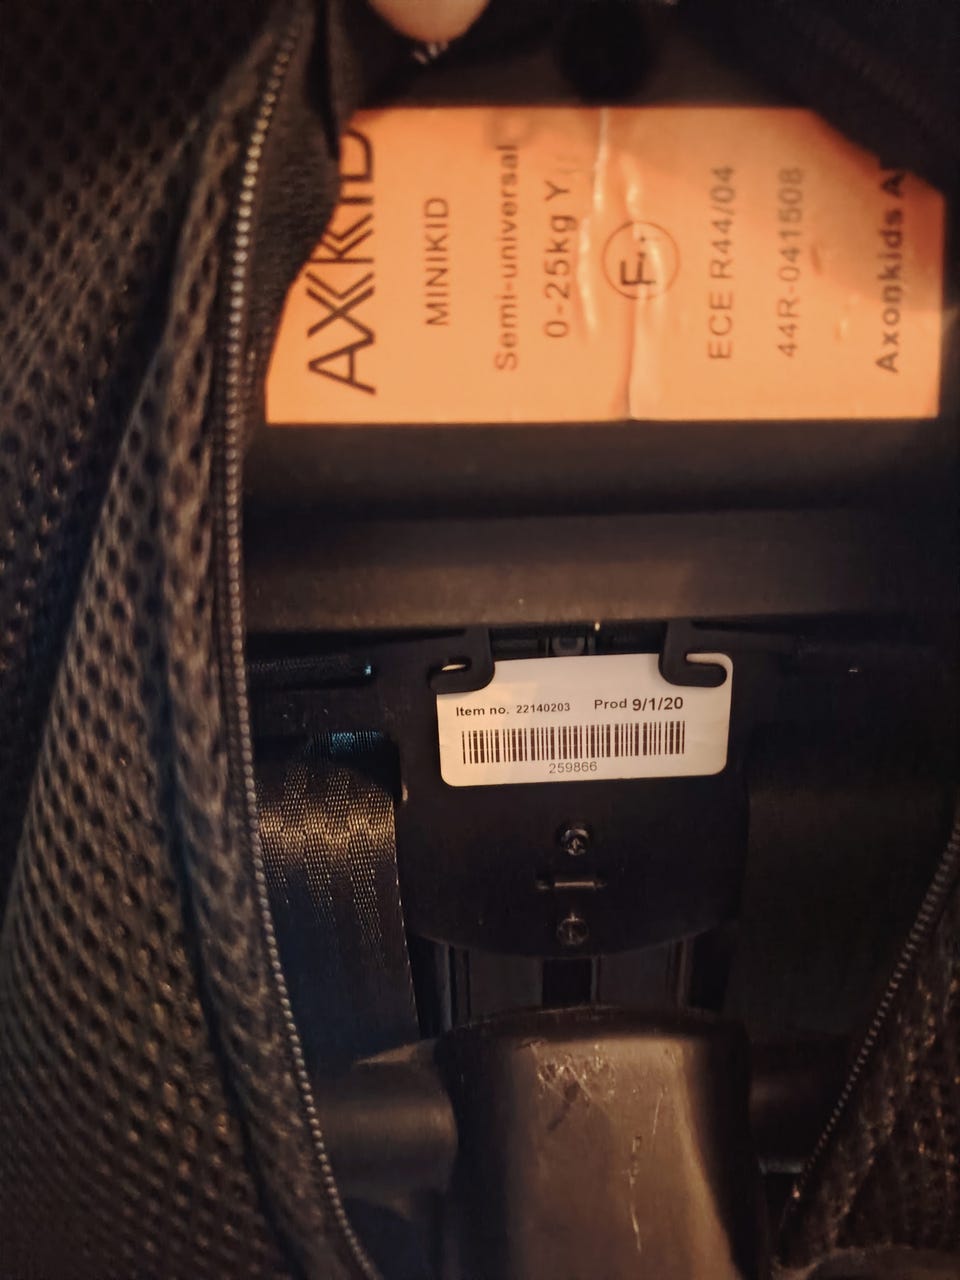 AXKID
MINIKID
Semi-universal
0-25kg Y
ECE R44/04
44R-041508
Axonkids A
Item no. 22140203 Prod 9/1/20
259866